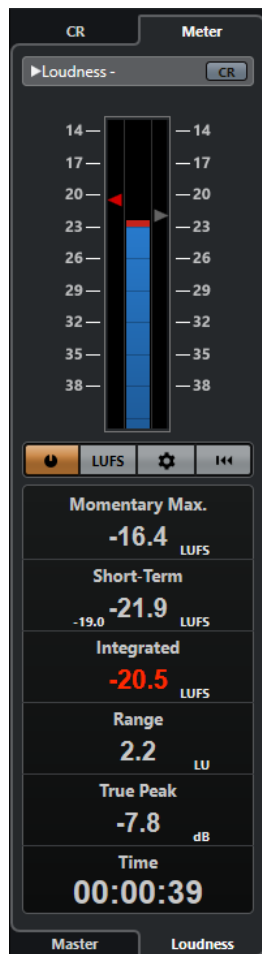 CR Meter
▶Loudness - CR
14 14
17 17
20 20
23 23
26 26
29 29
32 32
35 35
38 38
LUFS
Momentary Max.
-16.4 LUFS
Short-Term
-19.0 -21.9 LUFS
Integrated
-20.5 LUFS
Range
2.2 LU
True Peak
-7.8 dB
Time
00:00:39
Master Loudness